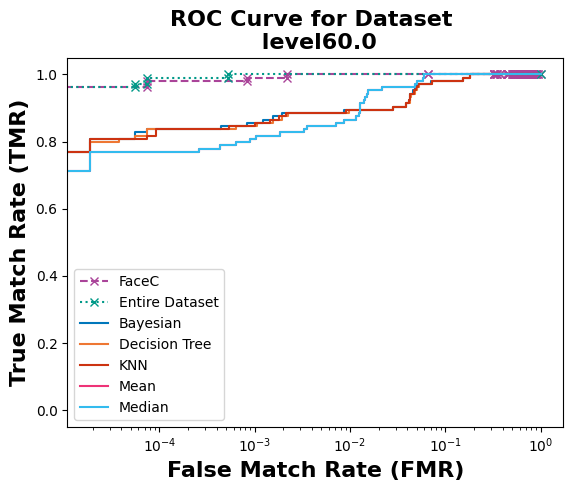 ROC Curve for Dataset
level60.0
True Match Rate (TMR)
1.0
0.8
0.6
0.4
0.2
0.0
FaceC
Entire Dataset
Bayesian
Decision Tree
KNN
Mean
Median
10⁻⁴
10⁻³
10⁻²
10⁻¹
10⁰
False Match Rate (FMR)